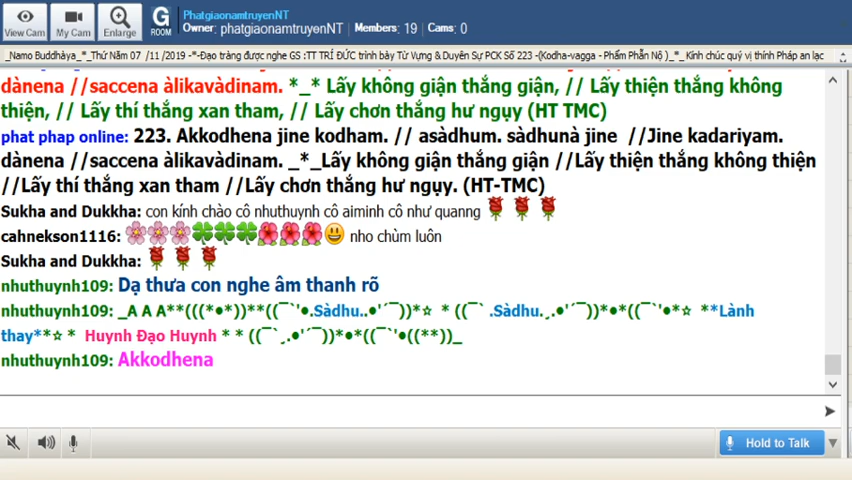 PhatgiaonamtruyenNT
Owner: phatgiaonamtruyenNT | Members: 19 | Cams: 0
View Cam My Cam Enlarge G ROOM
_Namo Buddhàya_*_Thứ Năm 07 /11 /2019 -*-Đạo tràng được nghe GS :TT TRÍ ĐỨC trình bày Từ Vựng & Duyên Sự PCK Số 223 -(Kodha-vagga - Phẩm Phẫn Nộ )_*_Kính chúc quý vị thính Pháp an lạc
dànena //saccena àlikavàdinam. *_* Lấy không giận thắng giận, // Lấy thiện thắng không
thiện, // Lấy thí thắng xan tham, // Lấy chơn thắng hư ngụy (HT TMC)
phat phap online: 223. Akkodhena jine kodham. // asàdhum. sàdhunà jine //Jine kadariyam.
dànena //saccena àlikavàdinam. _*_Lấy không giận thắng giận //Lấy thiện thắng không thiện
//Lấy thí thắng xan tham //Lấy chơn thắng hư ngụy. (HT-TMC)
Sukha and Dukkha: con kính chào cô nhuthuynh cô aiminh cô như quanng
cahnekson1116: nho chùm luôn
Sukha and Dukkha:
nhuthuynh109: Dạ thưa con nghe âm thanh rõ
nhuthuynh109: _A A A**(((*•*))**((¯`'•.Sàdhu..•'´¯))*☆ * ((¯` .Sàdhu.¸.•'´¯))*•*((¯`'•*☆ **Lành
thay**☆ * Huynh Đạo Huynh * * ((¯`¸.•'´¯))*•*((¯`'•((**))_
nhuthuynh109: Akkodhena
Hold to Talk